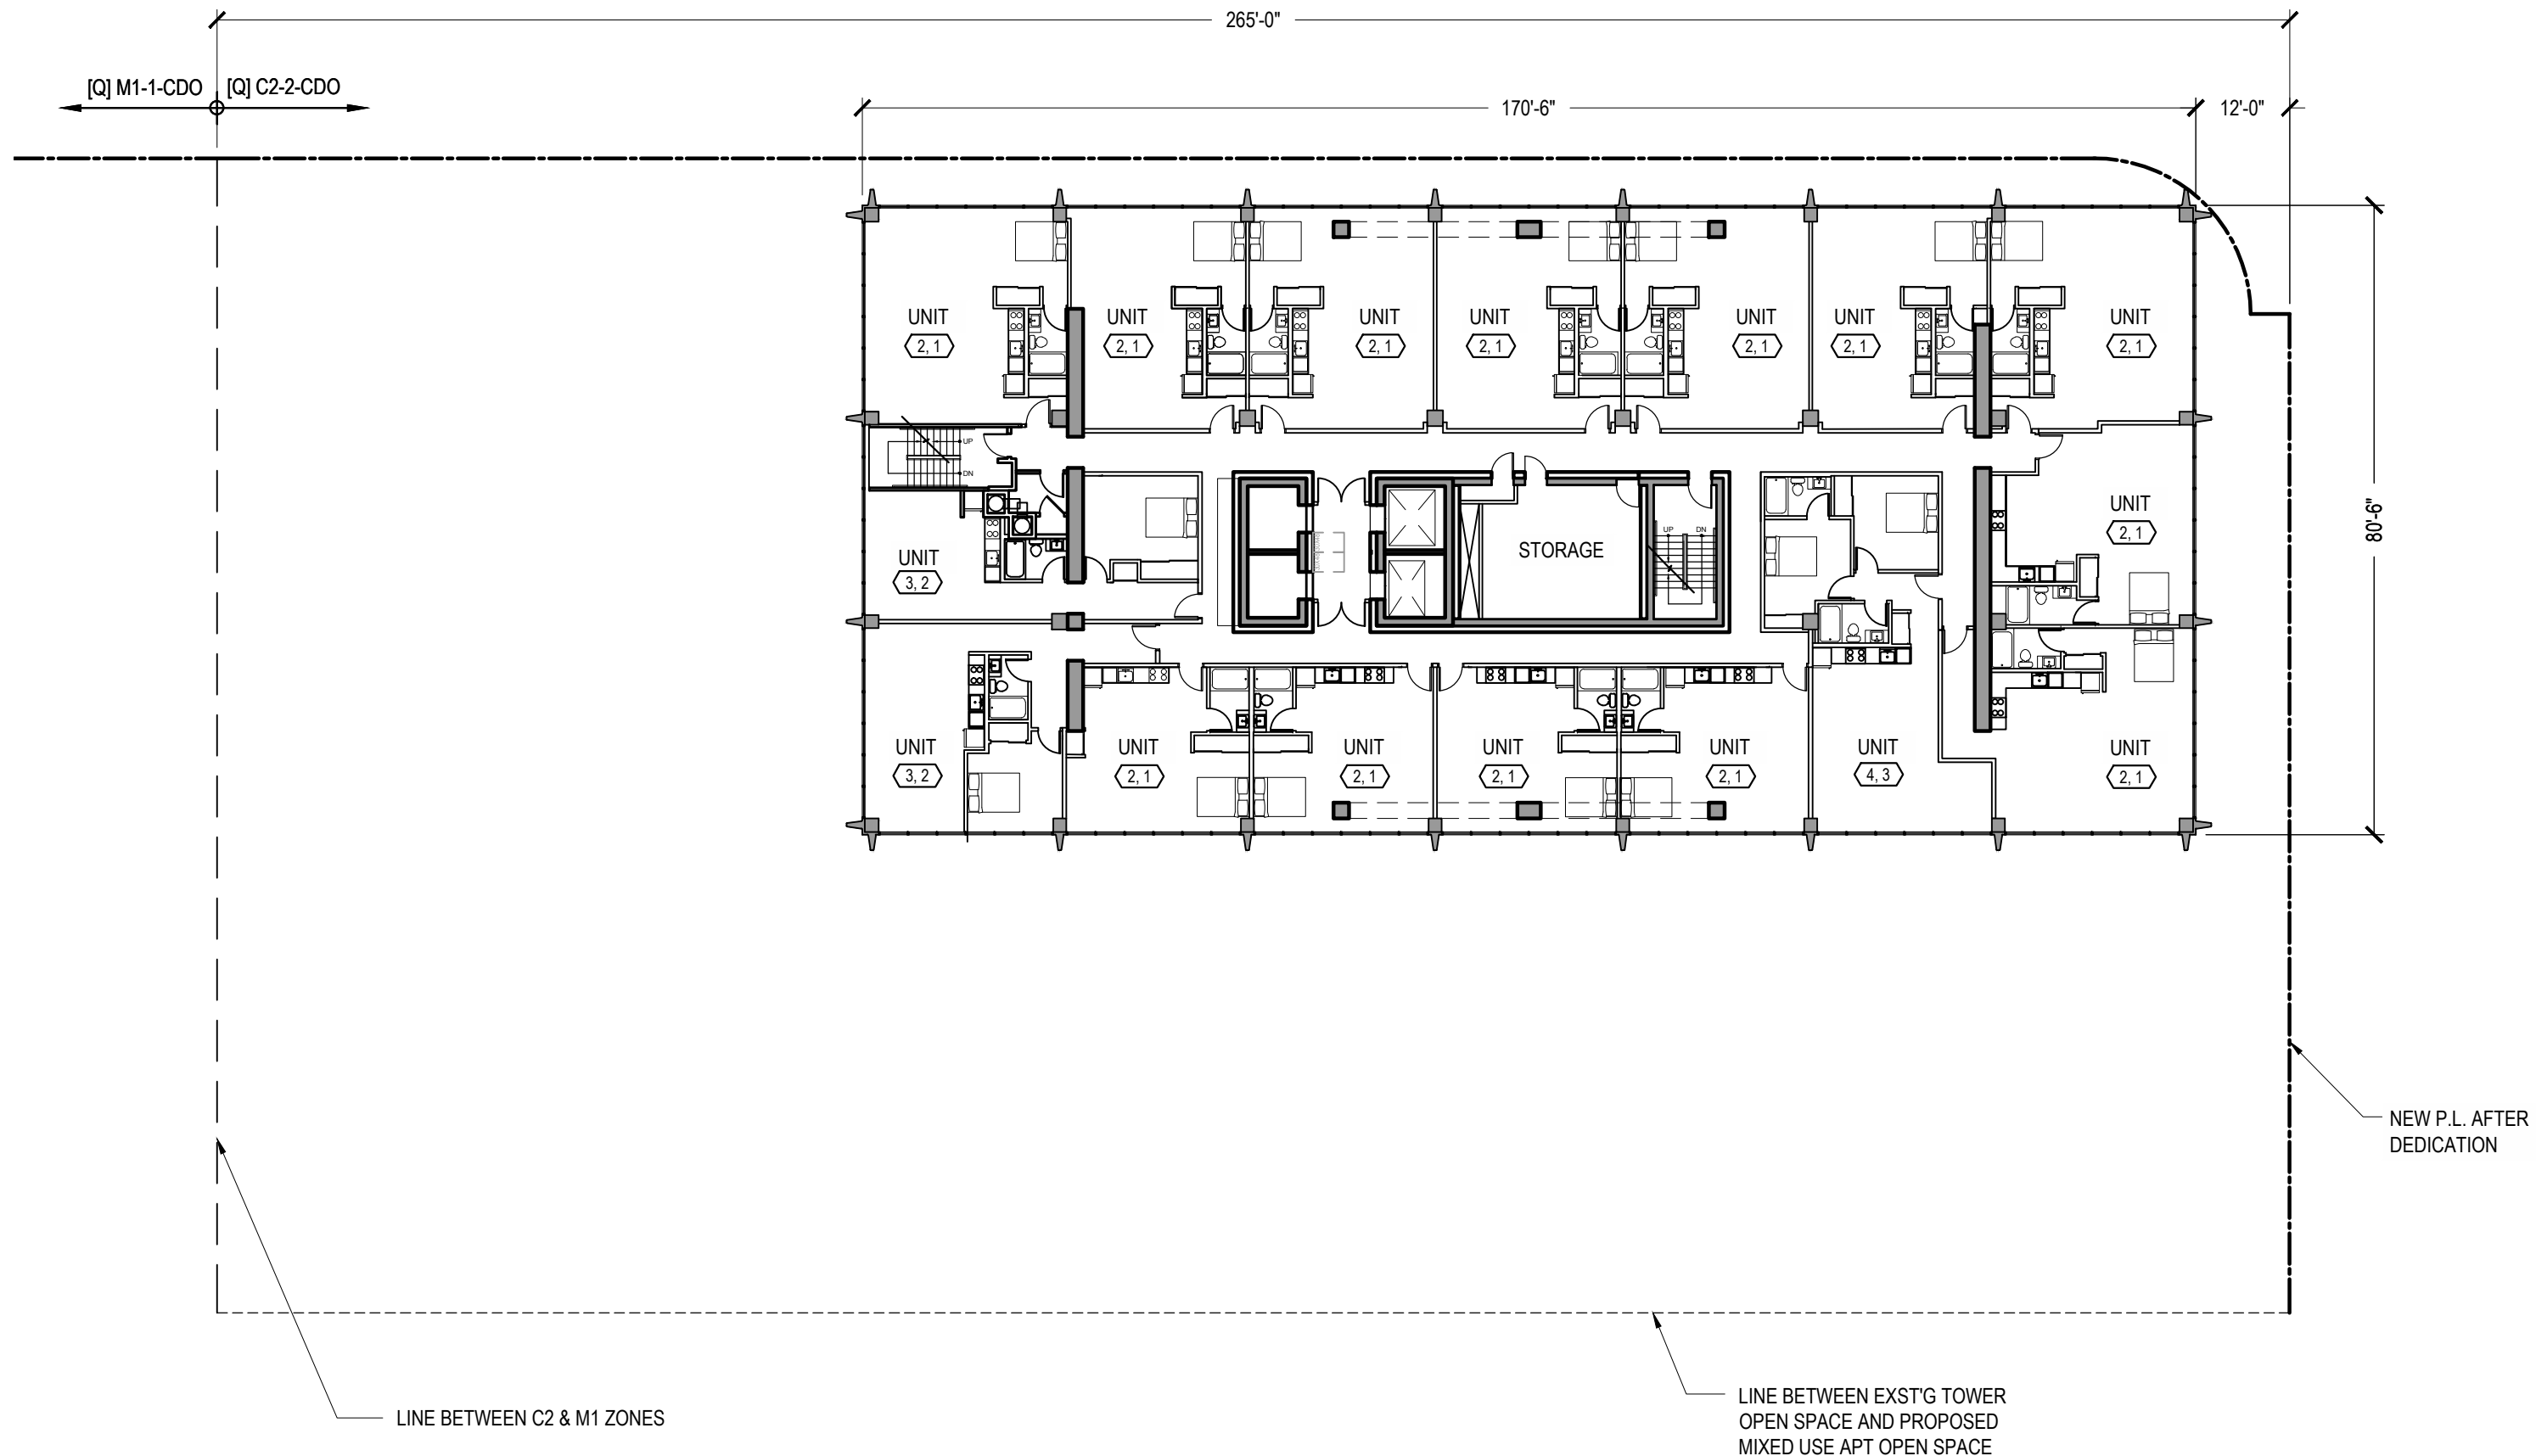 265'-0"
[Q] M1-1-CDO
[Q] C2-2-CDO
170'-6"
12'-0"
UNIT
2, 1
UNIT
2, 1
UNIT
2, 1
UNIT
2, 1
UNIT
2, 1
UNIT
2, 1
UNIT
2, 1
UP
DN
UNIT
3, 2
STORAGE
UP
DN
UNIT
2, 1
80'-6"
UNIT
3, 2
UNIT
2, 1
UNIT
2, 1
UNIT
2, 1
UNIT
2, 1
UNIT
4, 3
UNIT
2, 1
NEW P.L. AFTER
DEDICATION
LINE BETWEEN C2 & M1 ZONES
LINE BETWEEN EXST'G TOWER
OPEN SPACE AND PROPOSED
MIXED USE APT OPEN SPACE